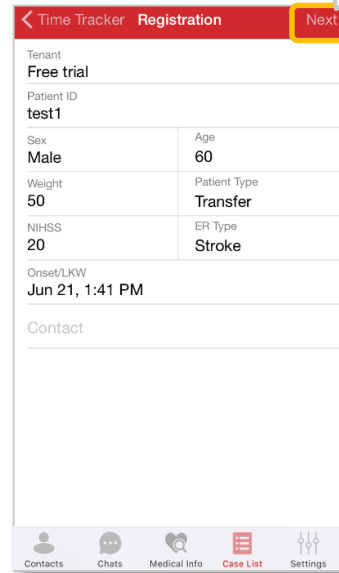 Time Tracker Registration Next
Tenant
Free trial
Patient ID
test1
Sex Age
Male 60
Weight Patient Type
50 Transfer
NIHSS ER Type
20 Stroke
Onset/LKW
Jun 21, 1:41 PM
Contact
Contacts Chats Medical Info Case List Settings